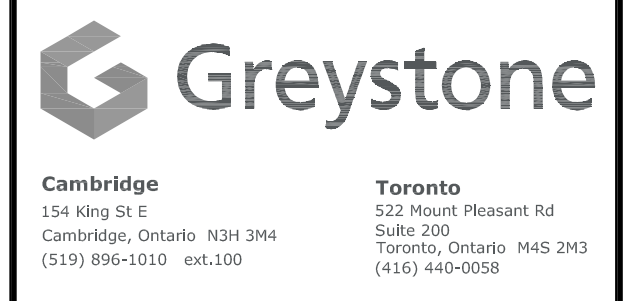 Greystone
Cambridge
154 King St E
Cambridge, Ontario  N3H 3M4
(519) 896-1010   ext.100
Toronto
522 Mount Pleasant Rd
Suite 200
Toronto, Ontario  M4S 2M3
(416) 440-0058